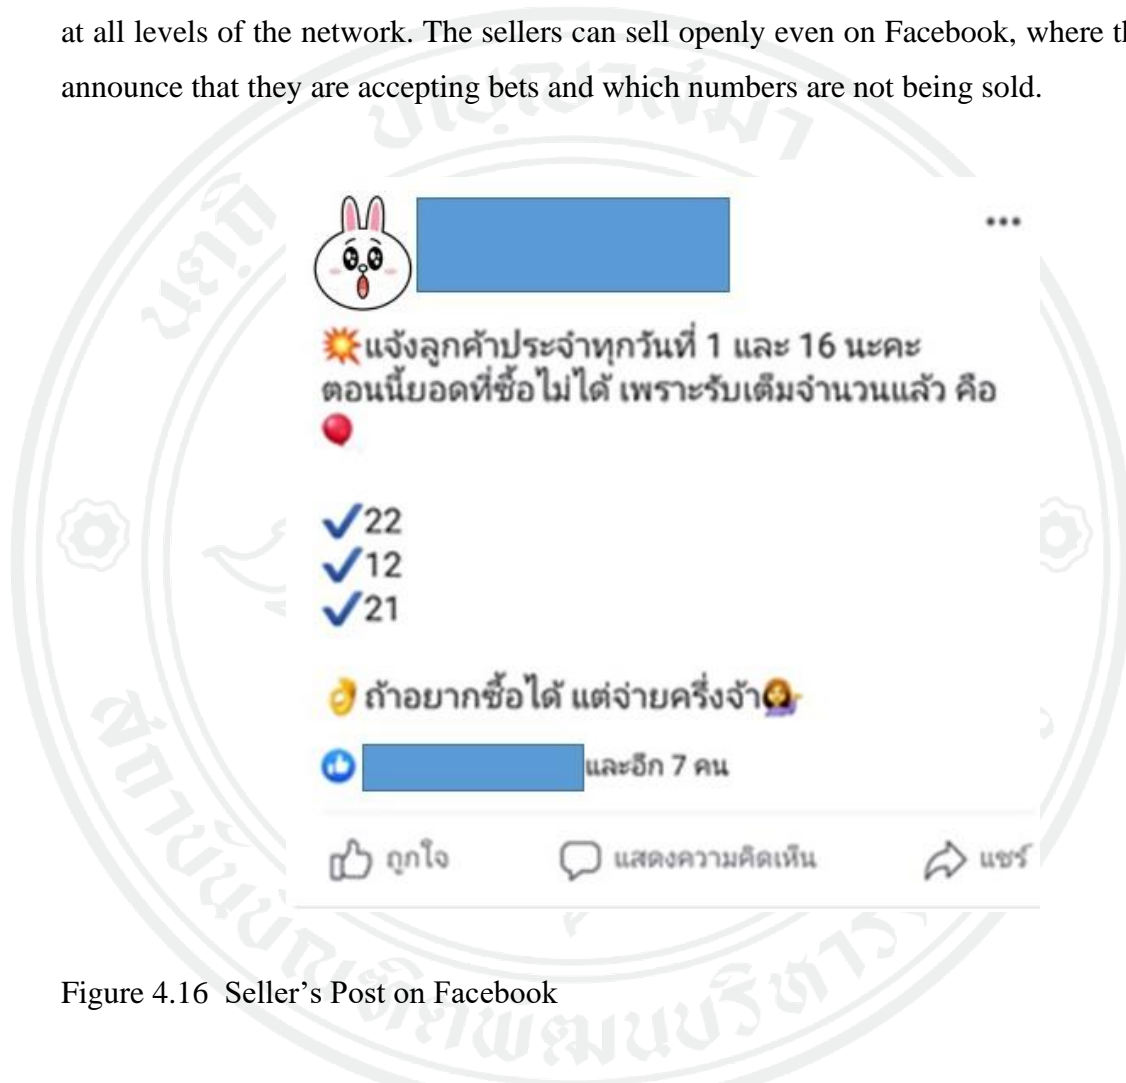 at all levels of the network. The sellers can sell openly even on Facebook, where
announce that they are accepting bets and which numbers are not being sold.
💥แจ้งลูกค้าประจำทุกวันที่ 1 และ 16 นะคะ
ตอนนี้ยอดที่ซื้อไม่ได้ เพราะรับเต็มจำนวนแล้ว คือ
🎈
✔22
✔12
✔21
👌ถ้าอยากซื้อได้ แต่จ่ายครึ่งจ้า💁‍♀️
และอีก 7 คน
ถูกใจ แสดงความคิดเห็น แชร์
Figure 4.16 Seller’s Post on Facebook